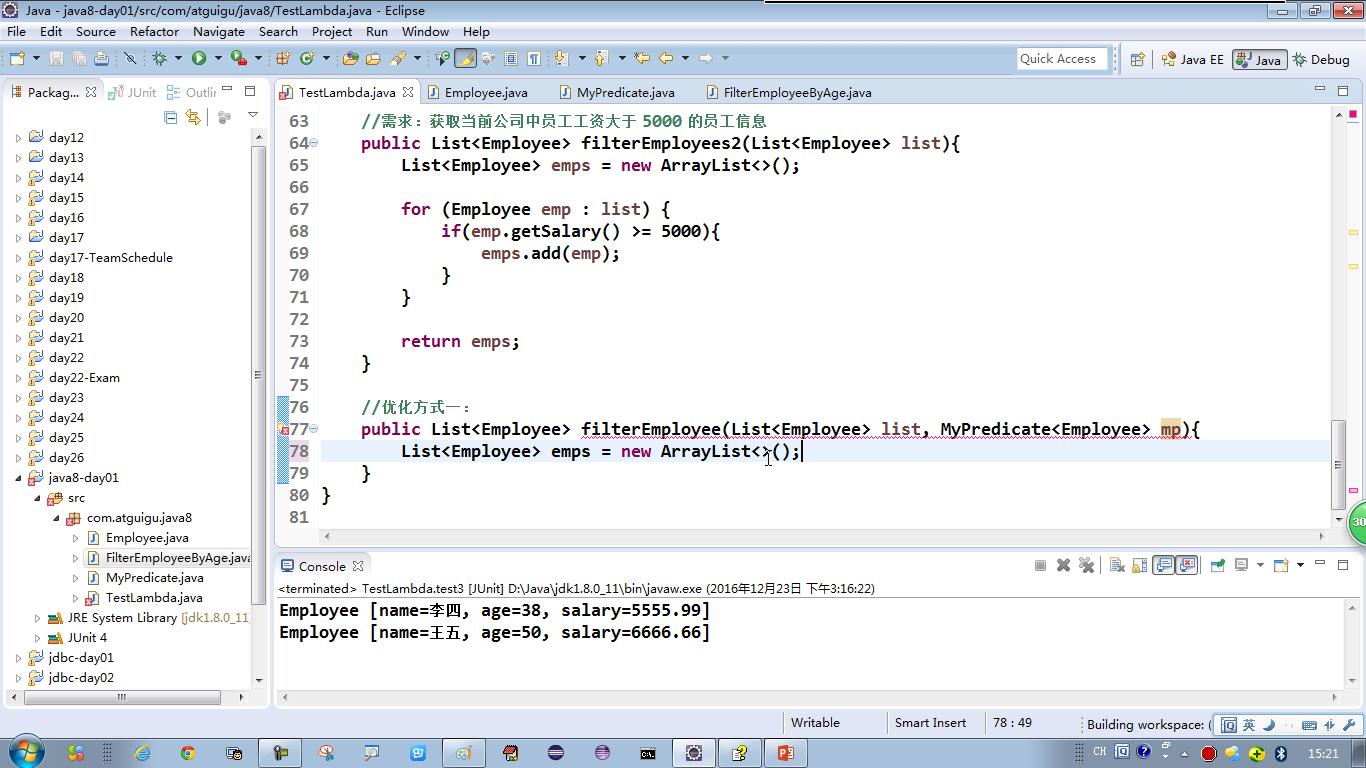 Java - java8-day01/src/com/atguigu/java8/TestLambda.java - Eclipse
File Edit Source Refactor Navigate Search Project Run Window Help
Quick Access Java EE Java Debug
Packag... JUnit Outlir
TestLambda.java Employee.java MyPredicate.java FilterEmployeeByAge.java
day12
day13
day14
day15
day16
day17
day17-TeamSchedule
day18
day19
day20
day21
day22
day22-Exam
day23
day24
day25
day26
java8-day01
src
com.atguigu.java8
Employee.java
FilterEmployeeByAge.java
MyPredicate.java
TestLambda.java
JRE System Library [jdk1.8.0_11]
JUnit 4
jdbc-day01
jdbc-day02
63 //需求：获取当前公司中员工工资大于 5000 的员工信息
64 public List<Employee> filterEmployees2(List<Employee> list){
65 List<Employee> emps = new ArrayList<>();
66
67 for (Employee emp : list) {
68 if(emp.getSalary() >= 5000){
69 emps.add(emp);
70 }
71 }
72
73 return emps;
74 }
75
76 //优化方式一：
77 public List<Employee> filterEmployee(List<Employee> list, MyPredicate<Employee> mp){
78 List<Employee> emps = new ArrayList<>();
79 }
80 }
81
30
Console
<terminated> TestLambda.test3 [JUnit] D:\Java\jdk1.8.0_11\bin\javaw.exe (2016年12月23日 下午3:16:22)
Employee [name=李四, age=38, salary=5555.99]
Employee [name=王五, age=50, salary=6666.66]
Writable Smart Insert 78 : 49 Building workspace: ( 英
CH 15:21